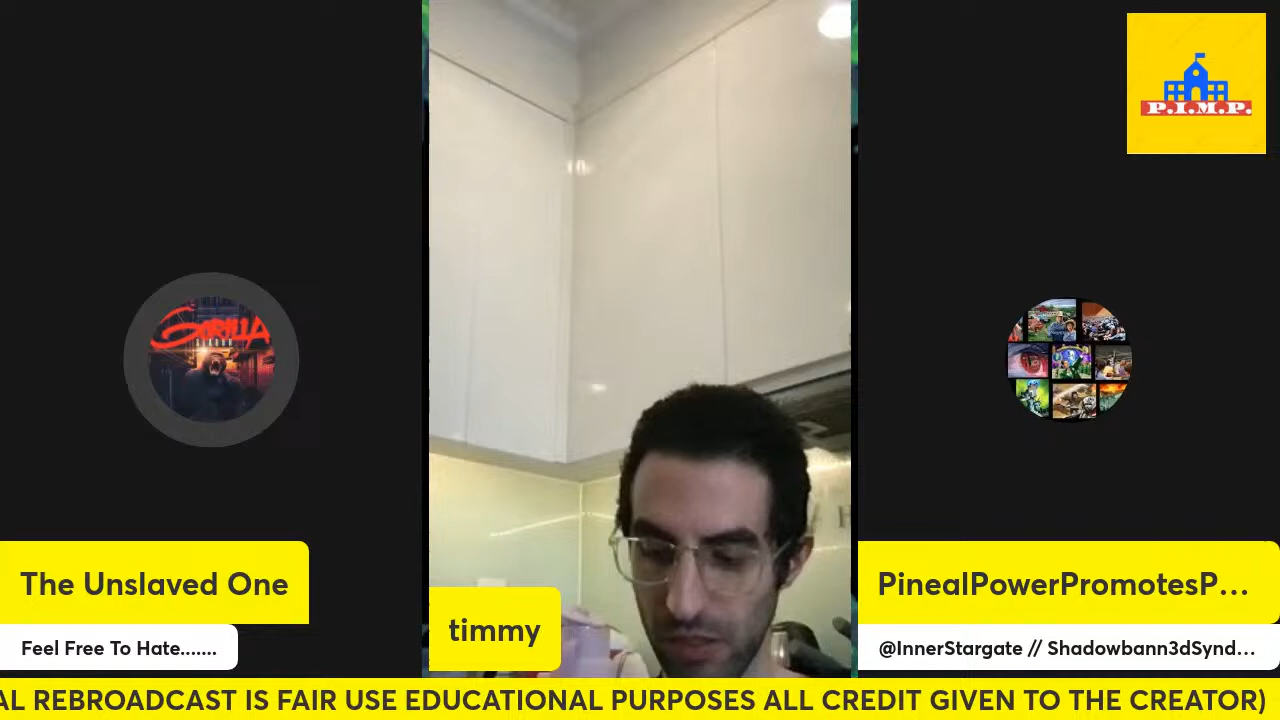 P.I.M.P.
GORILLA
The Unslaved One
Feel Free To Hate.......
timmy
PinealPowerPromotesP...
@InnerStargate // Shadowbann3dSynd...
AL REBROADCAST IS FAIR USE EDUCATIONAL PURPOSES ALL CREDIT GIVEN TO THE CREATOR)